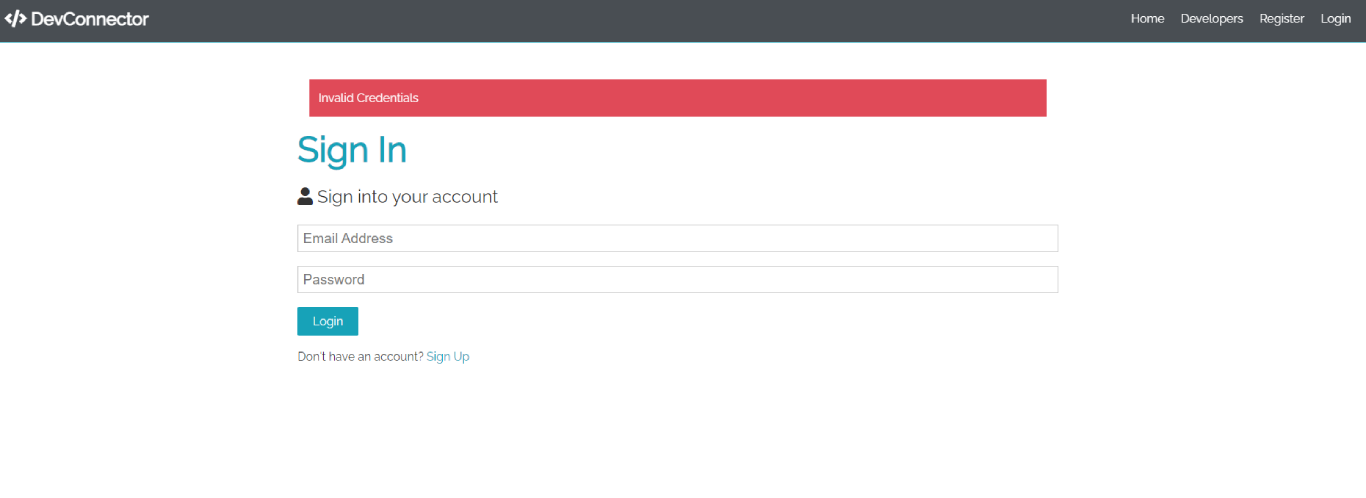 DevConnector
Home Developers Register Login
Invalid Credentials
Sign In
Sign into your account
Email Address
Password
Login
Don't have an account? Sign Up